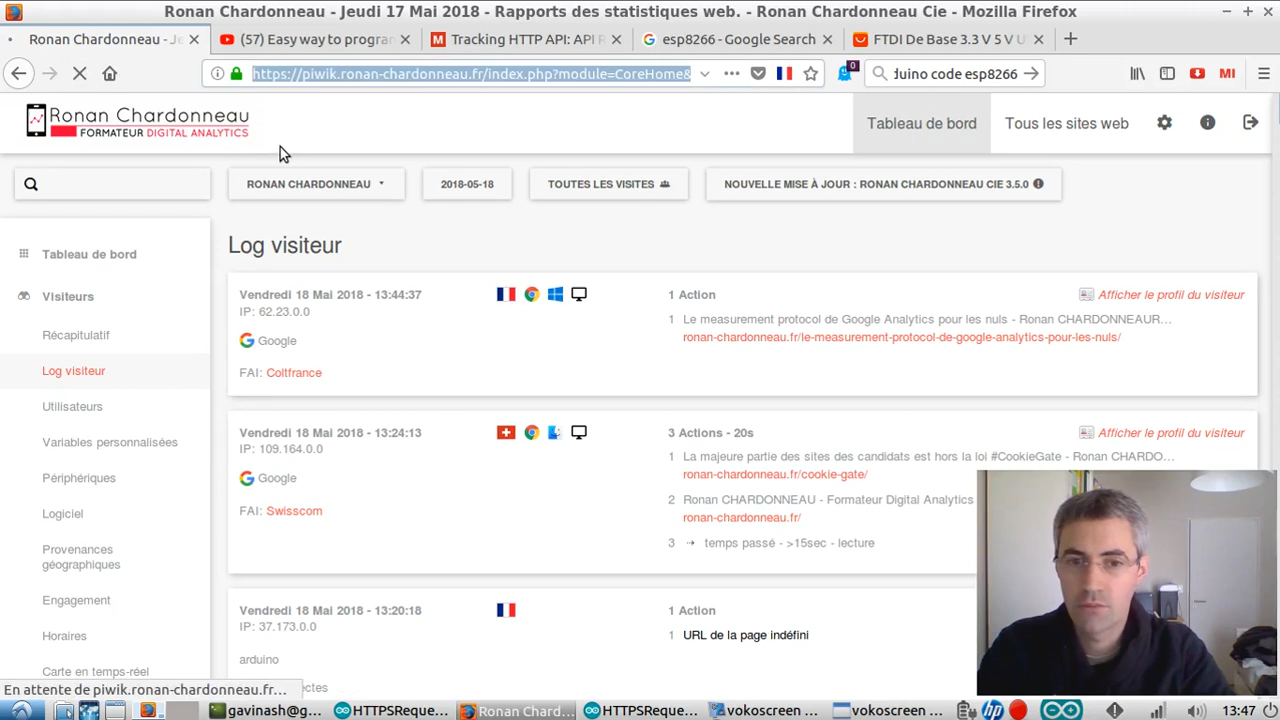 Ronan Chardonneau - Jeudi 17 Mai 2018 - Rapports des statistiques web. - Ronan Chardonneau Cie - Mozilla Firefox
Ronan Chardonneau - Je
(57) Easy way to progran
Tracking HTTP API: API R
esp8266 - Google Search
FTDI De Base 3.3 V 5 V U
https://piwik.ronan-chardonneau.fr/index.php?module=CoreHome&
0
duino code esp8266
MI
Ronan Chardonneau
FORMATEUR DIGITAL ANALYTICS
Tableau de bord
Tous les sites web
RONAN CHARDONNEAU
2018-05-18
TOUTES LES VISITES
NOUVELLE MISE À JOUR : RONAN CHARDONNEAU CIE 3.5.0
Tableau de bord
Visiteurs
Récapitulatif
Log visiteur
Utilisateurs
Variables personnalisées
Périphériques
Logiciel
Provenances
géographiques
Engagement
Horaires
Carte en temps-réel
Log visiteur
Vendredi 18 Mai 2018 - 13:44:37
IP: 62.23.0.0
Google
FAI: Coltfrance
1 Action
Afficher le profil du visiteur
1 Le measurement protocol de Google Analytics pour les nuls - Ronan CHARDONNEAUR…
ronan-chardonneau.fr/le-measurement-protocol-de-google-analytics-pour-les-nuls/
Vendredi 18 Mai 2018 - 13:24:13
IP: 109.164.0.0
Google
FAI: Swisscom
3 Actions - 20s
Afficher le profil du visiteur
1 La majeure partie des sites des candidats est hors la loi #CookieGate - Ronan CHARDO…
ronan-chardonneau.fr/cookie-gate/
2 Ronan CHARDONNEAU - Formateur Digital Analytics
ronan-chardonneau.fr/
3 temps passé - >15sec - lecture
Vendredi 18 Mai 2018 - 13:20:18
IP: 37.173.0.0
arduino
ectes
1 Action
1 URL de la page indéfini
En attente de piwik.ronan-chardonneau.fr…
gavinash@g...
HTTPSReque...
Ronan Chard...
HTTPSReque...
vokoscreen ...
vokoscreen ...
hp
13:47